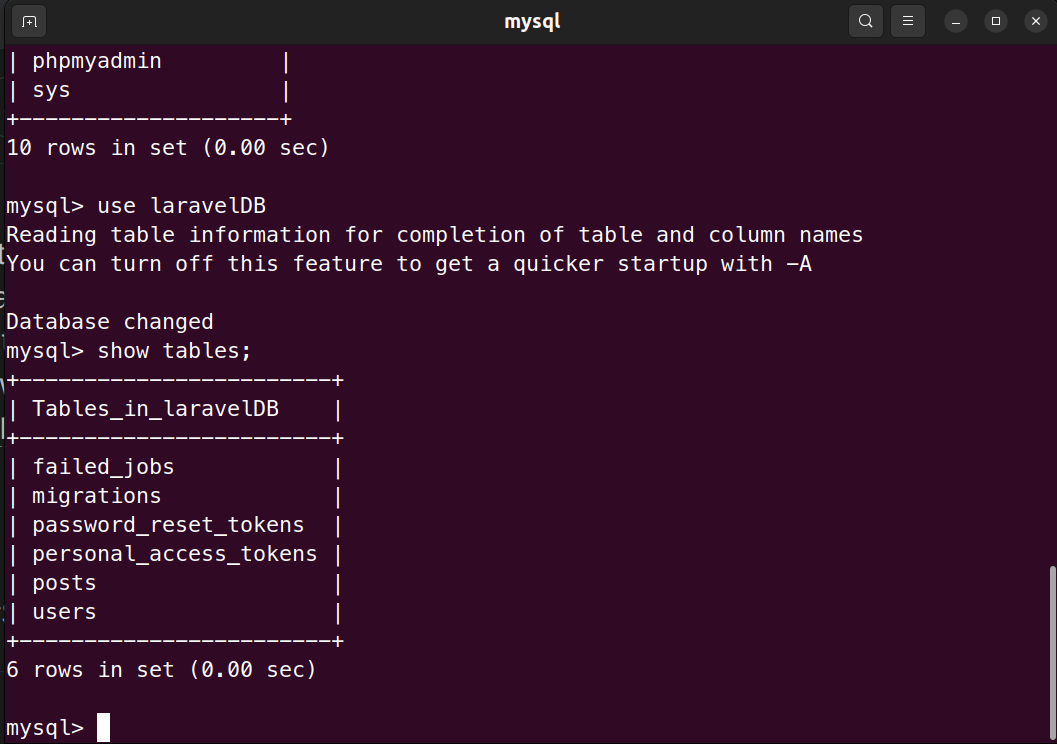 mysql
| phpmyadmin         |
| sys                |
+--------------------+
10 rows in set (0.00 sec)
mysql> use laravelDB
Reading table information for completion of table and column names
You can turn off this feature to get a quicker startup with -A
Database changed
mysql> show tables;
+------------------------+
| Tables_in_laravelDB    |
+------------------------+
| failed_jobs            |
| migrations             |
| password_reset_tokens  |
| personal_access_tokens |
| posts                  |
| users                  |
+------------------------+
6 rows in set (0.00 sec)
mysql>